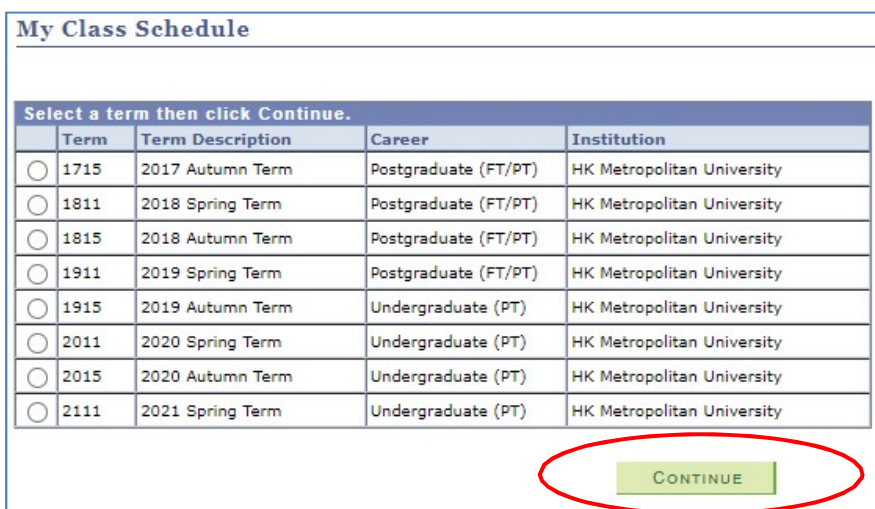 My Class Schedule
Select a term then click Continue.
Term Term Description Career Institution
1715 2017 Autumn Term Postgraduate (FT/PT) HK Metropolitan University
1811 2018 Spring Term Postgraduate (FT/PT) HK Metropolitan University
1815 2018 Autumn Term Postgraduate (FT/PT) HK Metropolitan University
1911 2019 Spring Term Postgraduate (FT/PT) HK Metropolitan University
1915 2019 Autumn Term Undergraduate (PT) HK Metropolitan University
2011 2020 Spring Term Undergraduate (PT) HK Metropolitan University
2015 2020 Autumn Term Undergraduate (PT) HK Metropolitan University
2111 2021 Spring Term Undergraduate (PT) HK Metropolitan University
CONTINUE